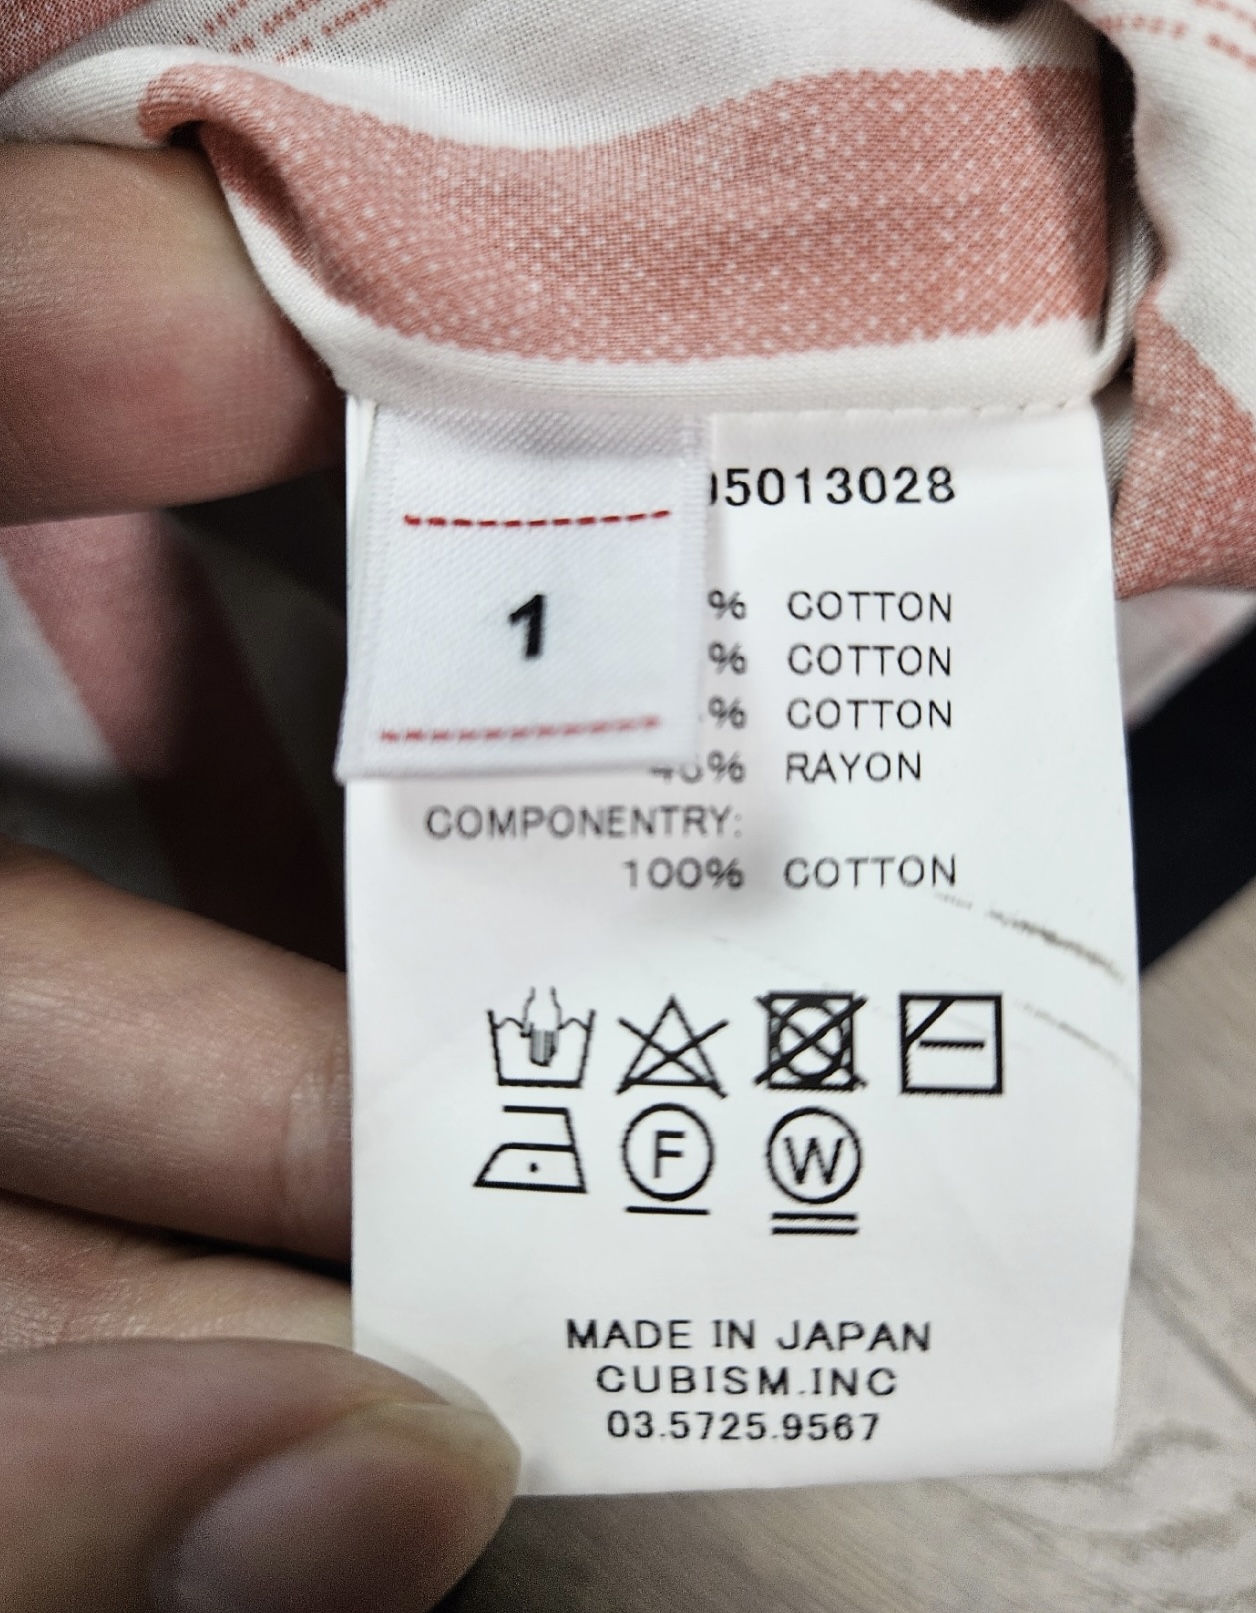 1
5013028
% COTTON
% COTTON
% COTTON
% RAYON
COMPONENTRY:
100% COTTON
F
W
MADE IN JAPAN
CUBISM.INC
03.5725.9567